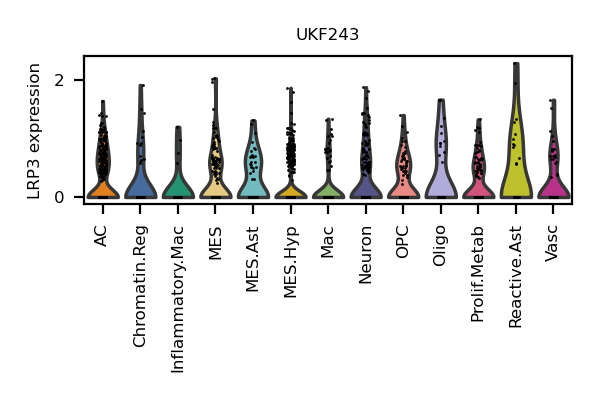 UKF243
LRP3 expression
2
0
AC
Chromatin.Reg
Inflammatory.Mac
MES
MES.Ast
MES.Hyp
Mac
Neuron
OPC
Oligo
Prolif.Metab
Reactive.Ast
Vasc